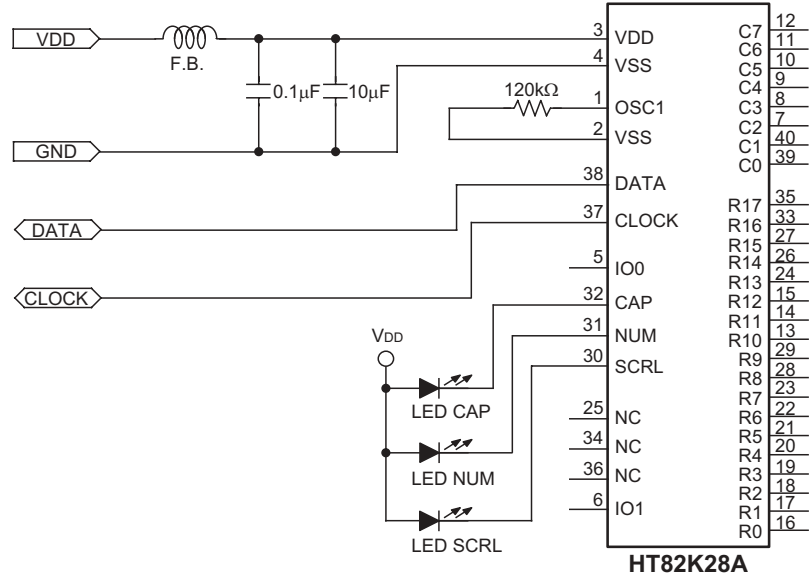 VDD
F.B.
0.1μF
10μF
GND
DATA
CLOCK
120kΩ
VDD
LED CAP
LED NUM
LED SCRL
3 VDD
4 VSS
1 OSC1
2 VSS
38 DATA
37 CLOCK
5 IO0
32 CAP
31 NUM
30 SCRL
25 NC
34 NC
36 NC
6 IO1
C7 12
C6 11
C5 10
C4 9
C3 8
C2 7
C1 40
C0 39
R17 35
R16 33
R15 27
R14 26
R13 24
R12 15
R11 14
R10 13
R9 29
R8 28
R7 23
R6 22
R5 21
R4 20
R3 19
R2 18
R1 17
R0 16
HT82K28A